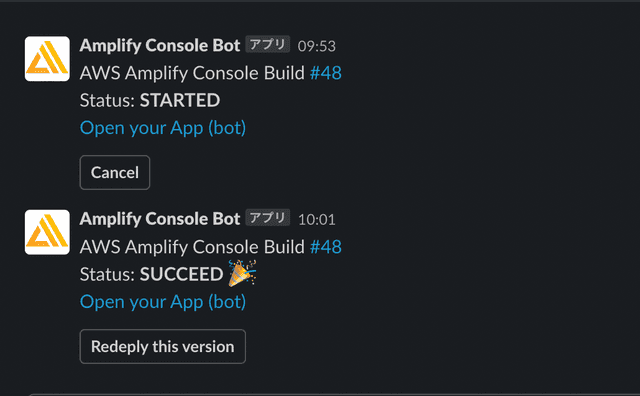 Amplify Console Bot アプリ 09:53
AWS Amplify Console Build #48
Status: STARTED
Open your App (bot)
Cancel
Amplify Console Bot アプリ 10:01
AWS Amplify Console Build #48
Status: SUCCEED 🎉
Open your App (bot)
Redeply this version